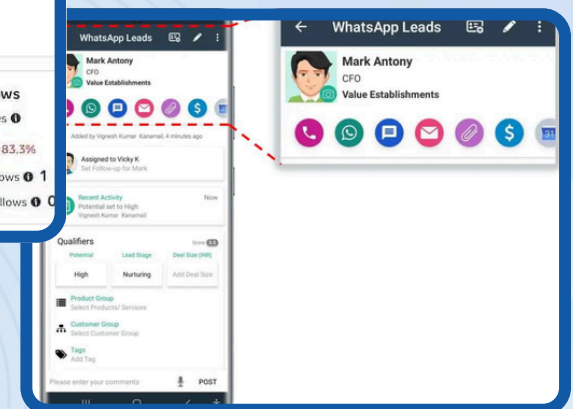 ws
s
83.3%
ows 1
llows 0
WhatsApp Leads
Mark Antony
CFO
Value Establishments
Added by Vignesh Kumar Kanamail, 4 minutes ago
Assigned to Vicky K
Set Follow-up for Mark
Recent Activity
Now
Potential set to High
Vignesh Kumar Kanamail
Qualifiers
Score
Potential
Lead Stage
Deal Size (INR)
High
Nurturing
Add Deal Size
Product Group
Select Products/ Services
Customer Group
Select Customer Group
Tags
Add Tag
Please enter your comments
POST
WhatsApp Leads
Mark Antony
CFO
Value Establishments
31